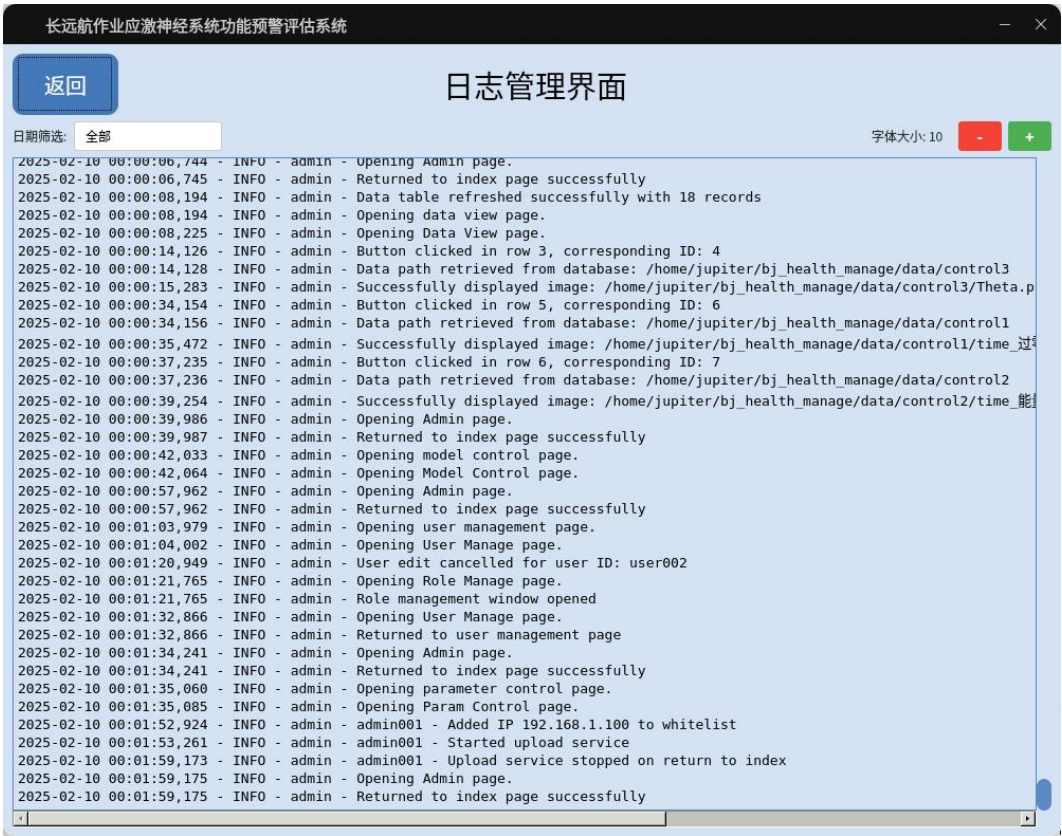 长远航作业应激神经系统功能预警评估系统
返回
日志管理界面
日期筛选: 全部 字体大小: 10 - +
2025-02-10 00:00:06,744 - INFO - admin - Opening Admin page.
2025-02-10 00:00:06,745 - INFO - admin - Returned to index page successfully
2025-02-10 00:00:08,194 - INFO - admin - Data table refreshed successfully with 18 records
2025-02-10 00:00:08,194 - INFO - admin - Opening data view page.
2025-02-10 00:00:08,225 - INFO - admin - Opening Data View page.
2025-02-10 00:00:14,126 - INFO - admin - Button clicked in row 3, corresponding ID: 4
2025-02-10 00:00:14,128 - INFO - admin - Data path retrieved from database: /home/jupiter/bj_health_manage/data/control3
2025-02-10 00:00:15,283 - INFO - admin - Successfully displayed image: /home/jupiter/bj_health_manage/data/control3/Theta.p
2025-02-10 00:00:34,154 - INFO - admin - Button clicked in row 5, corresponding ID: 6
2025-02-10 00:00:34,156 - INFO - admin - Data path retrieved from database: /home/jupiter/bj_health_manage/data/control1
2025-02-10 00:00:35,472 - INFO - admin - Successfully displayed image: /home/jupiter/bj_health_manage/data/control1/time_过
2025-02-10 00:00:37,235 - INFO - admin - Button clicked in row 6, corresponding ID: 7
2025-02-10 00:00:37,236 - INFO - admin - Data path retrieved from database: /home/jupiter/bj_health_manage/data/control2
2025-02-10 00:00:39,254 - INFO - admin - Successfully displayed image: /home/jupiter/bj_health_manage/data/control2/time_能
2025-02-10 00:00:39,986 - INFO - admin - Opening Admin page.
2025-02-10 00:00:39,987 - INFO - admin - Returned to index page successfully
2025-02-10 00:00:42,033 - INFO - admin - Opening model control page.
2025-02-10 00:00:42,064 - INFO - admin - Opening Model Control page.
2025-02-10 00:00:57,962 - INFO - admin - Opening Admin page.
2025-02-10 00:00:57,962 - INFO - admin - Returned to index page successfully
2025-02-10 00:01:03,979 - INFO - admin - Opening user management page.
2025-02-10 00:01:04,002 - INFO - admin - Opening User Manage page.
2025-02-10 00:01:20,949 - INFO - admin - User edit cancelled for user ID: user002
2025-02-10 00:01:21,765 - INFO - admin - Opening Role Manage page.
2025-02-10 00:01:21,765 - INFO - admin - Role management window opened
2025-02-10 00:01:32,866 - INFO - admin - Opening User Manage page.
2025-02-10 00:01:32,866 - INFO - admin - Returned to user management page
2025-02-10 00:01:34,241 - INFO - admin - Opening Admin page.
2025-02-10 00:01:34,241 - INFO - admin - Returned to index page successfully
2025-02-10 00:01:35,060 - INFO - admin - Opening parameter control page.
2025-02-10 00:01:35,085 - INFO - admin - Opening Param Control page.
2025-02-10 00:01:52,924 - INFO - admin - admin001 - Added IP 192.168.1.100 to whitelist
2025-02-10 00:01:53,261 - INFO - admin - admin001 - Started upload service
2025-02-10 00:01:59,173 - INFO - admin - admin001 - Upload service stopped on return to index
2025-02-10 00:01:59,175 - INFO - admin - Opening Admin page.
2025-02-10 00:01:59,175 - INFO - admin - Returned to index page successfully